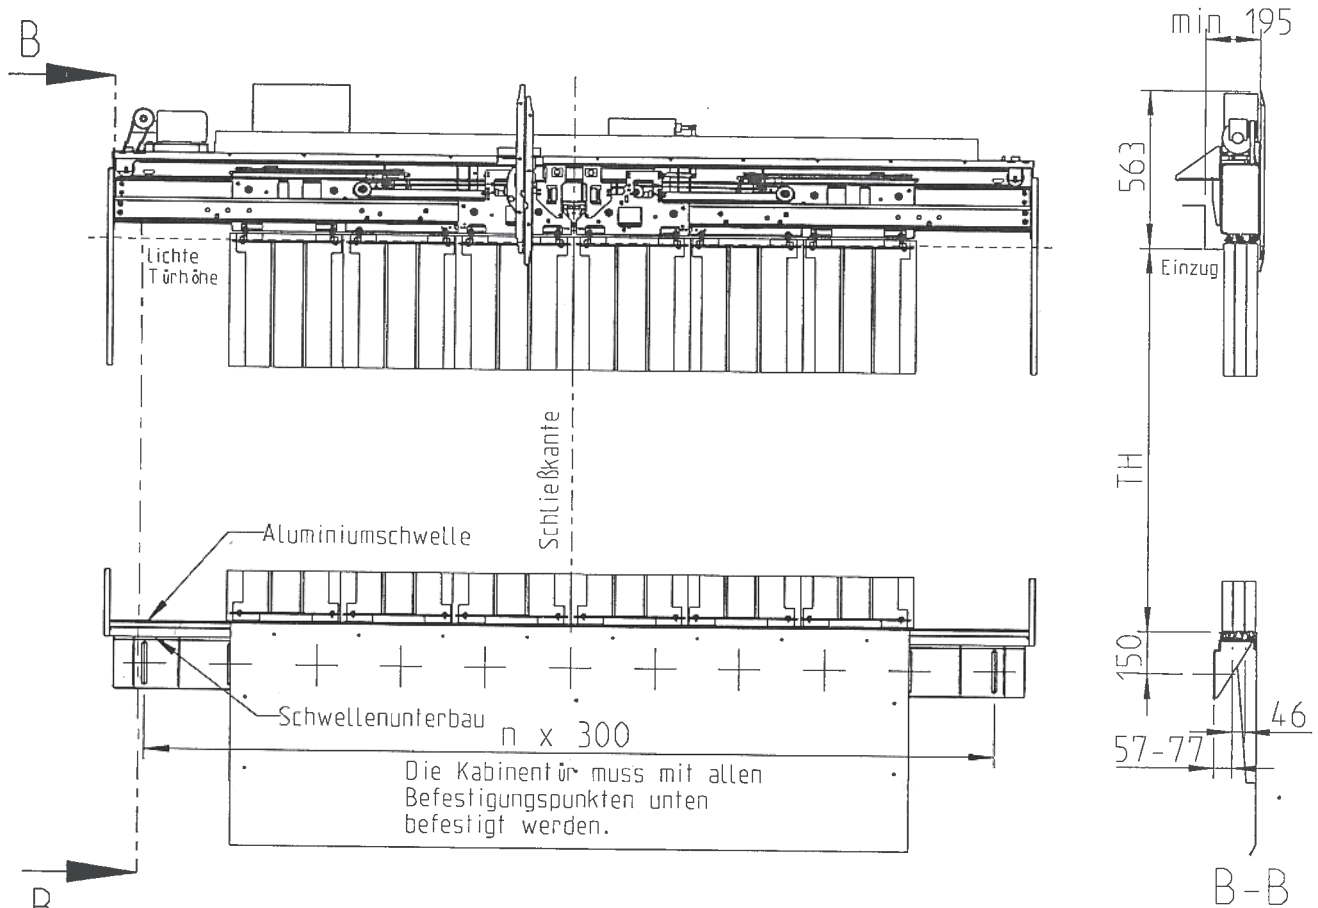 B
min 195
563
lichte
Türhöhe
Einzug
Schließkante
TH
Aluminiumschwelle
150
Schwellenunterbau
n x 300
46
57-77
Die Kabinentür muss mit allen
Befestigungspunkten unten
befestigt werden.
B
B-B